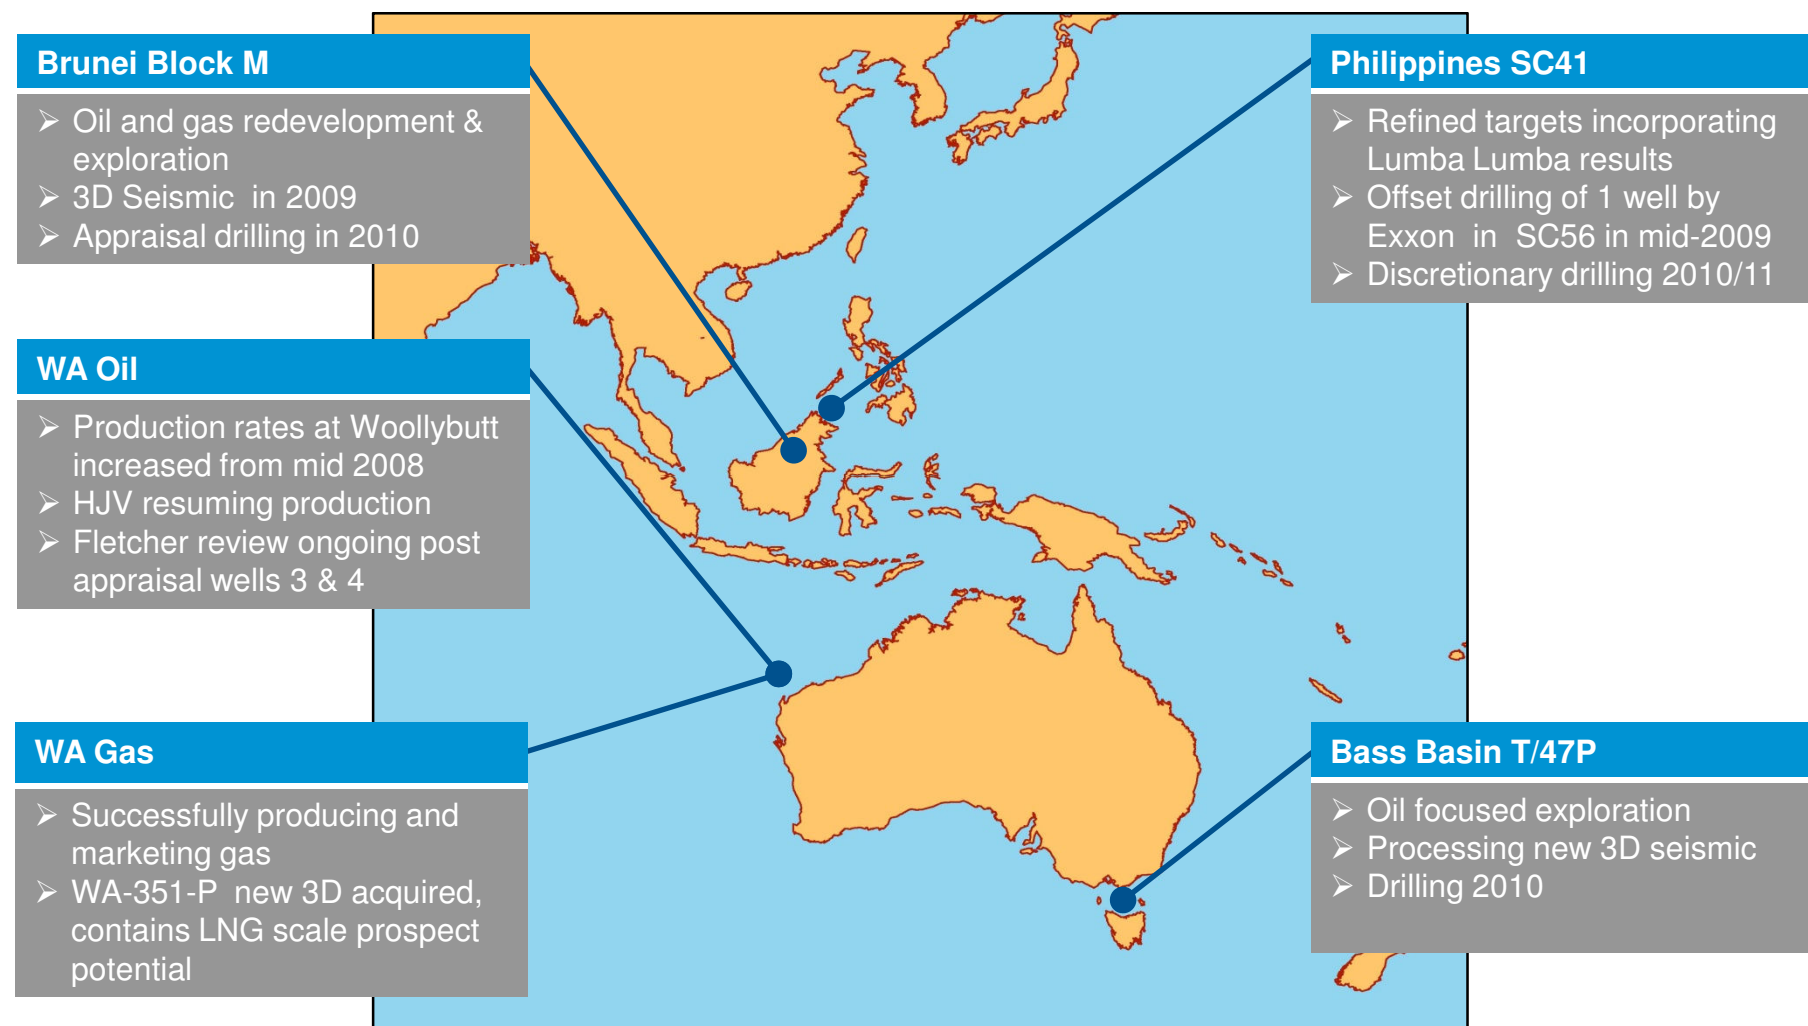 Brunei Block M
➢ Oil and gas redevelopment &
exploration
➢ 3D Seismic in 2009
➢ Appraisal drilling in 2010
WA Oil
➢ Production rates at Woollybutt
increased from mid 2008
➢ HJV resuming production
➢ Fletcher review ongoing post
appraisal wells 3 & 4
WA Gas
➢ Successfully producing and
marketing gas
➢ WA-351-P new 3D acquired,
contains LNG scale prospect
potential
Philippines SC41
➢ Refined targets incorporating
Lumba Lumba results
➢ Offset drilling of 1 well by
Exxon in SC56 in mid-2009
➢ Discretionary drilling 2010/11
Bass Basin T/47P
➢ Oil focused exploration
➢ Processing new 3D seismic
➢ Drilling 2010